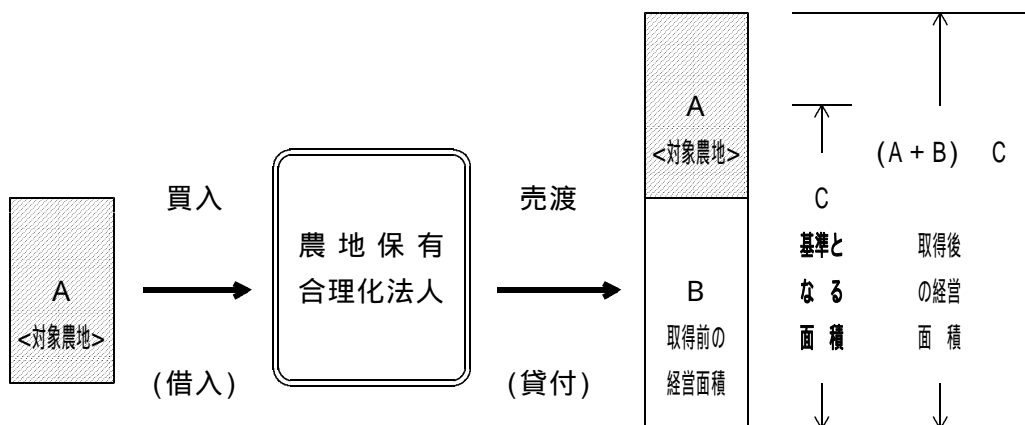 A
<対象農地>
買入
(借入)
農地保有
合理化法人
売渡
(貸付)
A
<対象農地>
B
取得前の
経営面積
C
基準と
なる
面積
(A+B) C
取得後
の経営
面積